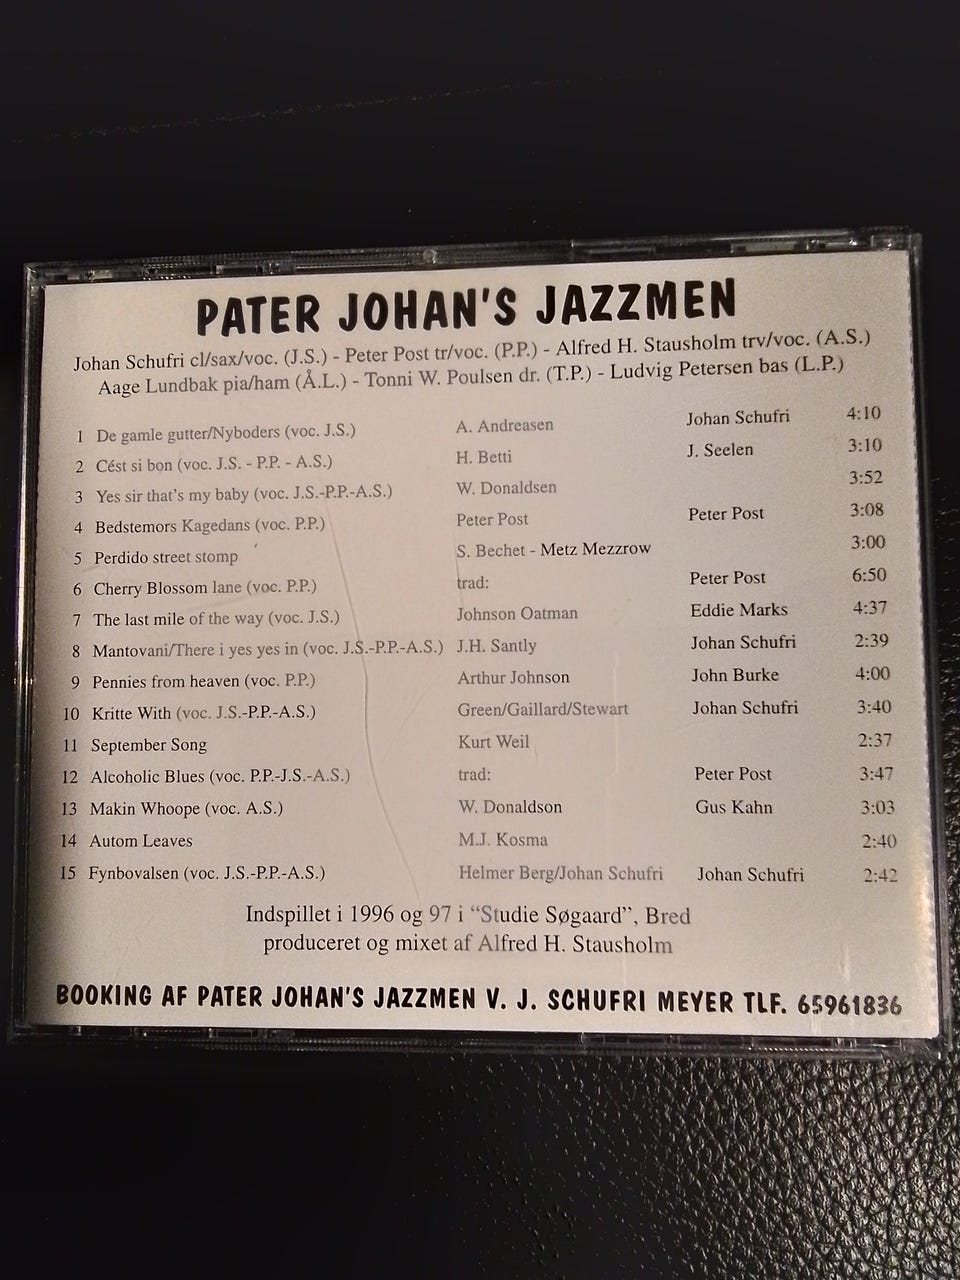 PATER JOHAN'S JAZZMEN
Johan Schufri cl/sax/voc. (J.S.) - Peter Post tr/voc. (P.P.) - Alfred H. Stausholm trv/voc. (A.S.)
Aage Lundbak pia/ham (Å.L.) - Tonni W. Poulsen dr. (T.P.) - Ludvig Petersen bas (L.P.)
1 De gamle gutter/Nyboders (voc. J.S.) A. Andreasen Johan Schufri 4:10
2 Cést si bon (voc. J.S. - P.P. - A.S.) H. Betti J. Seelen 3:10
3 Yes sir that's my baby (voc. J.S.-P.P.-A.S.) W. Donaldsen 3:52
4 Bedstemors Kagedans (voc. P.P.) Peter Post Peter Post 3:08
5 Perdido street stomp S. Bechet - Metz Mezzrow 3:00
6 Cherry Blossom lane (voc. P.P.) trad: Peter Post 6:50
7 The last mile of the way (voc. J.S.) Johnson Oatman Eddie Marks 4:37
8 Mantovani/There i yes yes in (voc. J.S.-P.P.-A.S.) J.H. Santly Johan Schufri 2:39
9 Pennies from heaven (voc. P.P.) Arthur Johnson John Burke 4:00
10 Kritte With (voc. J.S.-P.P.-A.S.) Green/Gaillard/Stewart Johan Schufri 3:40
11 September Song Kurt Weil 2:37
12 Alcoholic Blues (voc. P.P.-J.S.-A.S.) trad: Peter Post 3:47
13 Makin Whoope (voc. A.S.) W. Donaldson Gus Kahn 3:03
14 Autom Leaves M.J. Kosma 2:40
15 Fynbovalsen (voc. J.S.-P.P.-A.S.) Helmer Berg/Johan Schufri Johan Schufri 2:42
Indspillet i 1996 og 97 i “Studie Søgaard”, Bred
produceret og mixet af Alfred H. Stausholm
BOOKING AF PATER JOHAN'S JAZZMEN V. J. SCHUFRI MEYER TLF. 65961836